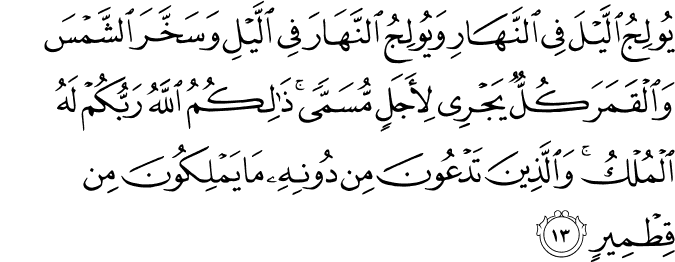 يُولِجُ ٱلَّيْلَ فِى ٱلنَّهَارِ وَيُولِجُ ٱلنَّهَارَ فِى ٱلَّيْلِ وَسَخَّرَ ٱلشَّمْسَ
وَٱلْقَمَرَ كُلٌّ يَجْرِى لِأَجَلٍ مُّسَمًّى ۚ ذَٰلِكُمُ ٱللَّهُ رَبُّكُمْ لَهُ
ٱلْمُلْكُ ۚ وَٱلَّذِينَ تَدْعُونَ مِن دُونِهِۦ مَا يَمْلِكُونَ مِن
قِطْمِيرٍ ١٣